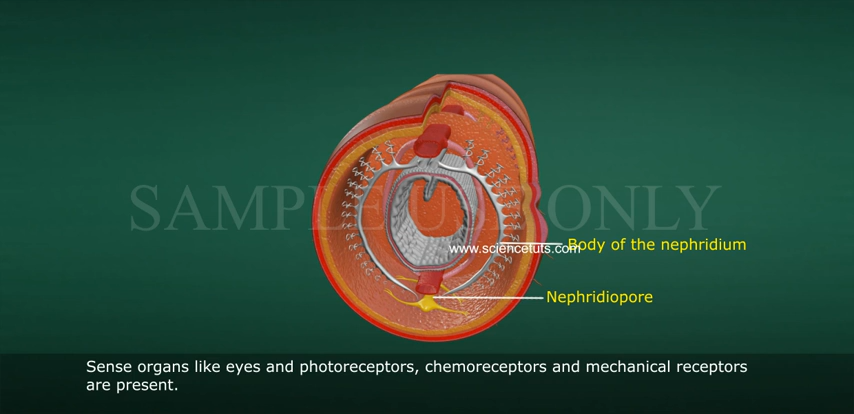 SAMPLE USE ONLY
www.sciencetuts.com
Body of the nephridium
Nephridiopore
Sense organs like eyes and photoreceptors, chemoreceptors and mechanical receptors
are present.